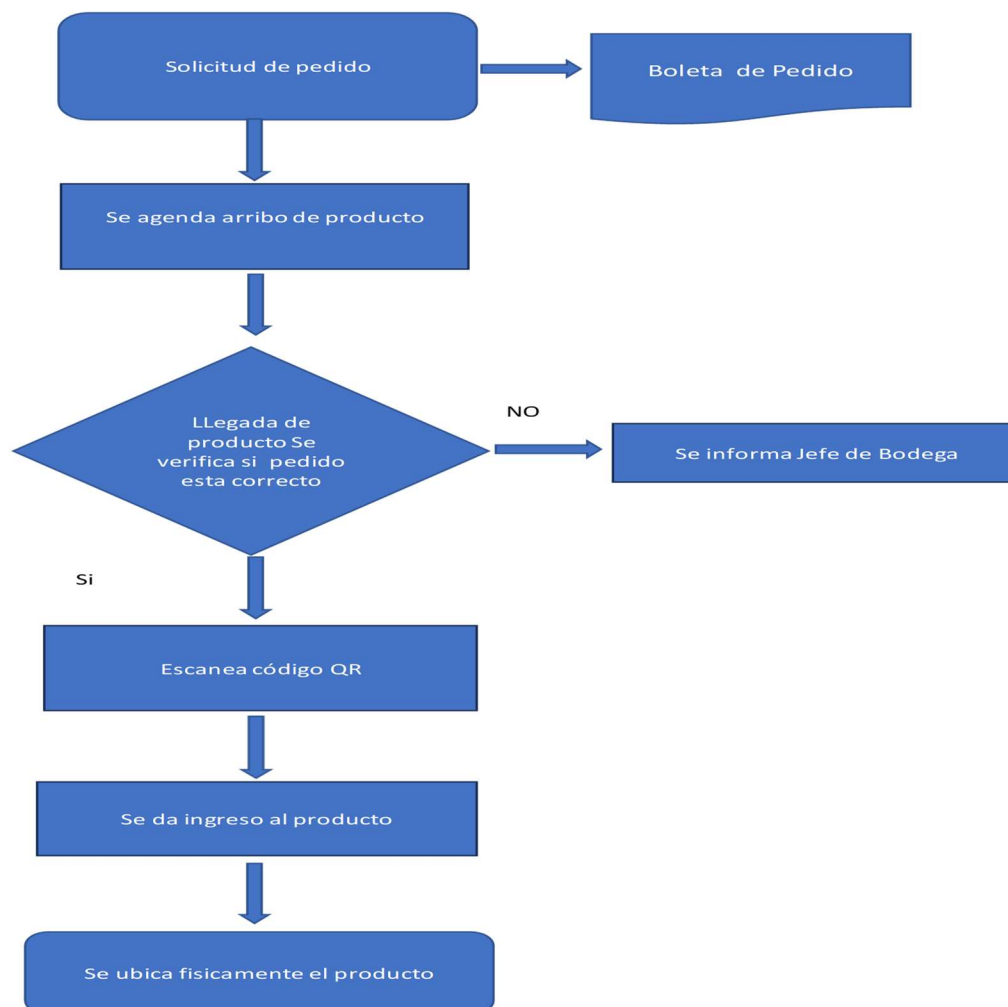 Solicitud de pedido
Boleta de Pedido
Se agenda arribo de producto
LLegada de
producto Se
verifica si pedido
esta correcto
NO
Se informa Jefe de Bodega
Si
Escanea código QR
Se da ingreso al producto
Se ubica fisicamente el producto